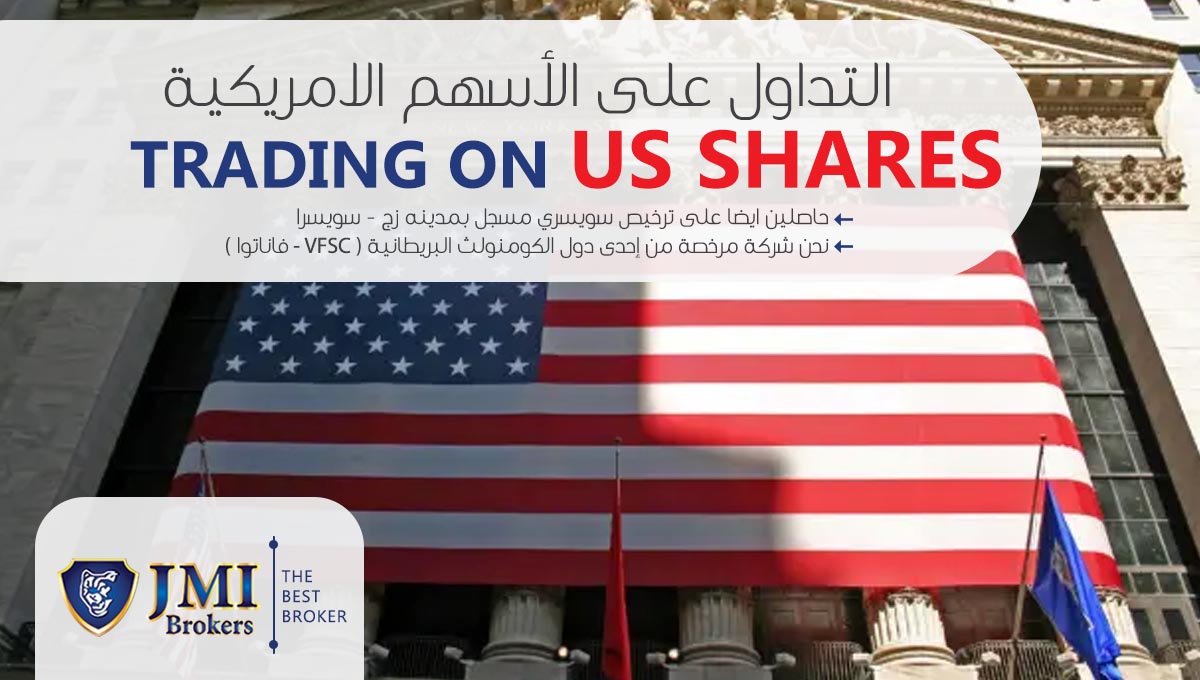 التداول على الأسهم الامريكية
TRADING ON US SHARES
حاصلين ايضا على ترخيص سويسري مسجل بمدينه زج - سويسرا
نحن شركة مرخصة من إحدى دول الكومنولث البريطانية ( VFSC - فاناتوا )
JMI
Brokers
THE
BEST
BROKER